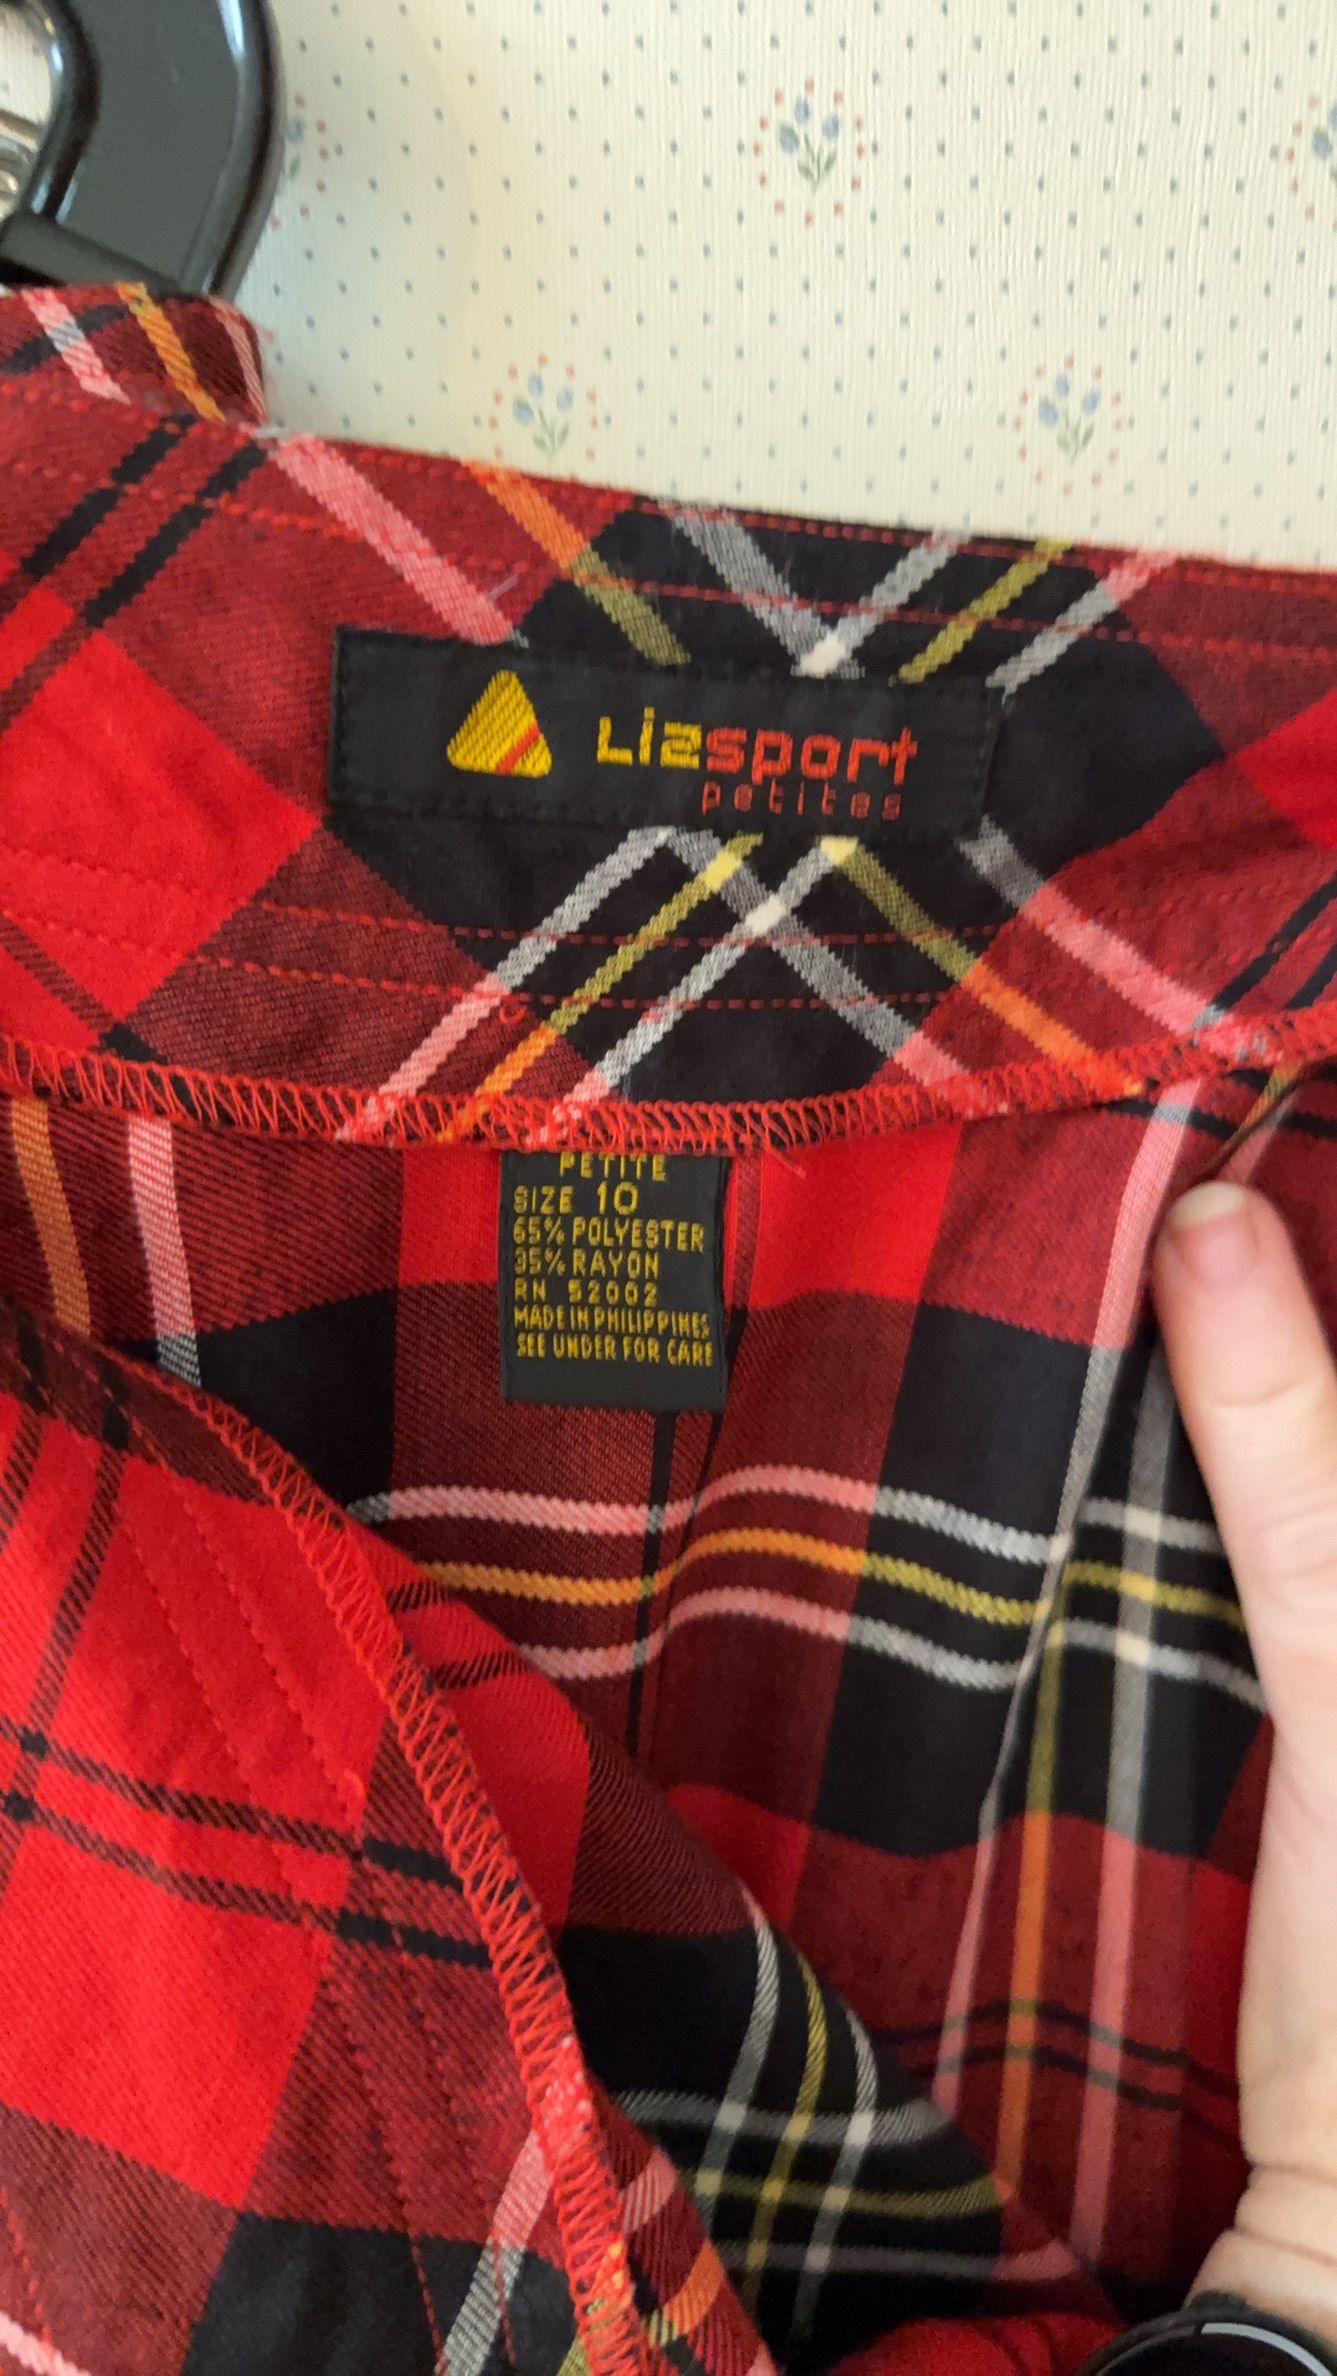 Lizsport
petites
PETITE
SIZE 10
65% POLYESTER
35% RAYON
RN 52002
MADE IN PHILIPPINES
SEE UNDER FOR CARE